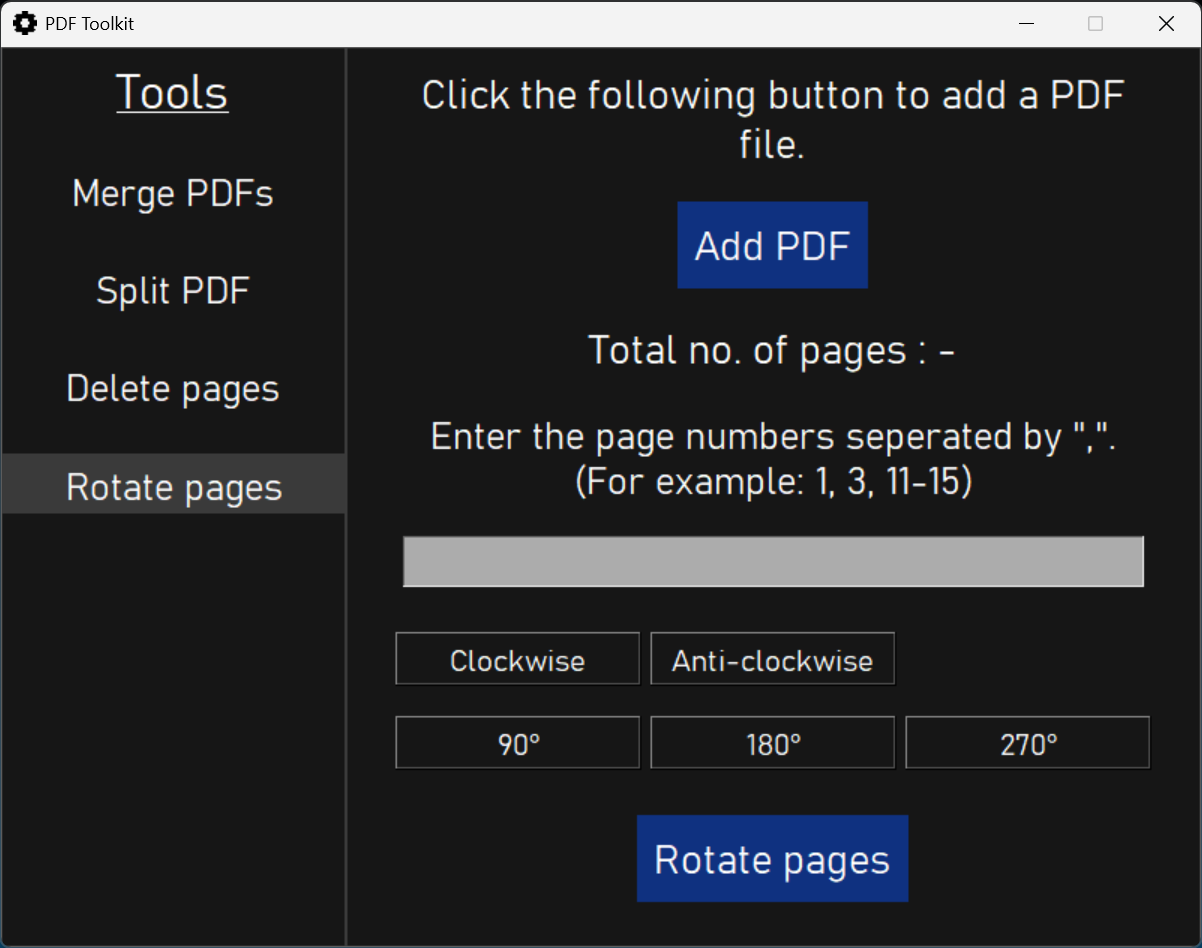 PDF Toolkit
Tools
Merge PDFs
Split PDF
Delete pages
Rotate pages
Click the following button to add a PDF
file.
Add PDF
Total no. of pages : -
Enter the page numbers seperated by ",".
(For example: 1, 3, 11-15)
Clockwise
Anti-clockwise
90°
180°
270°
Rotate pages